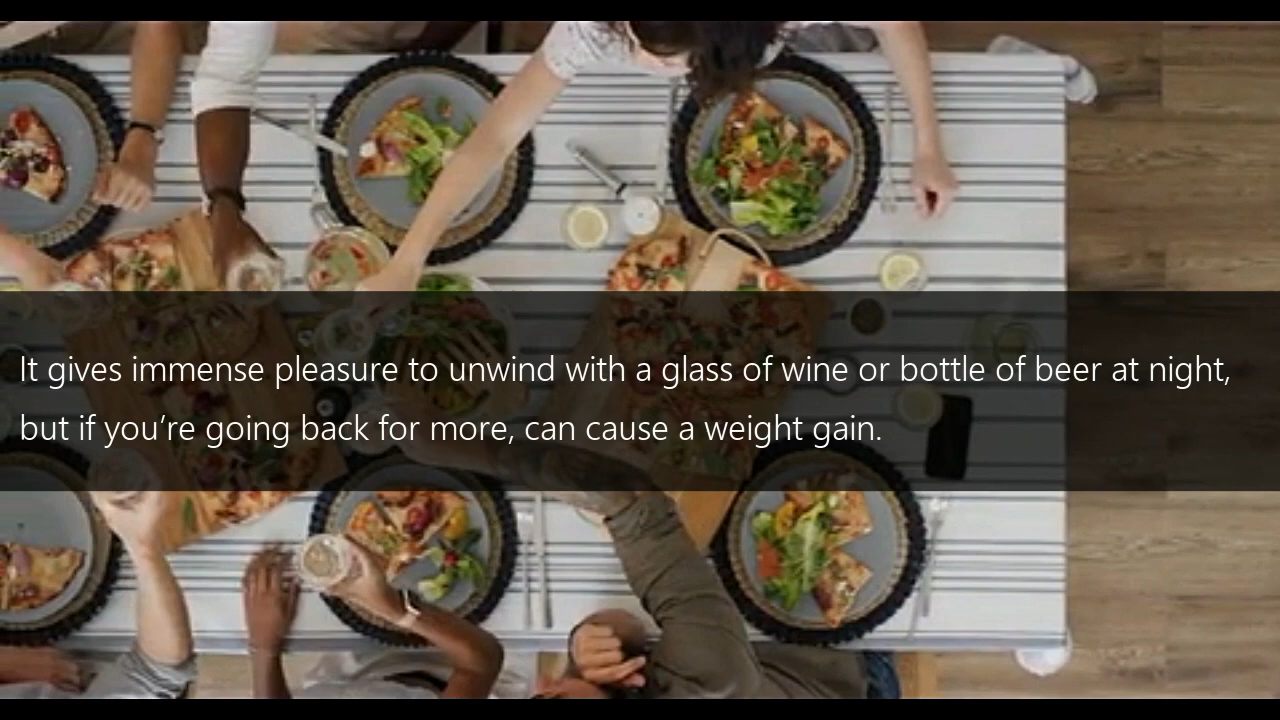 It gives immense pleasure to unwind with a glass of wine or bottle of beer at night,
but if you’re going back for more, can cause a weight gain.